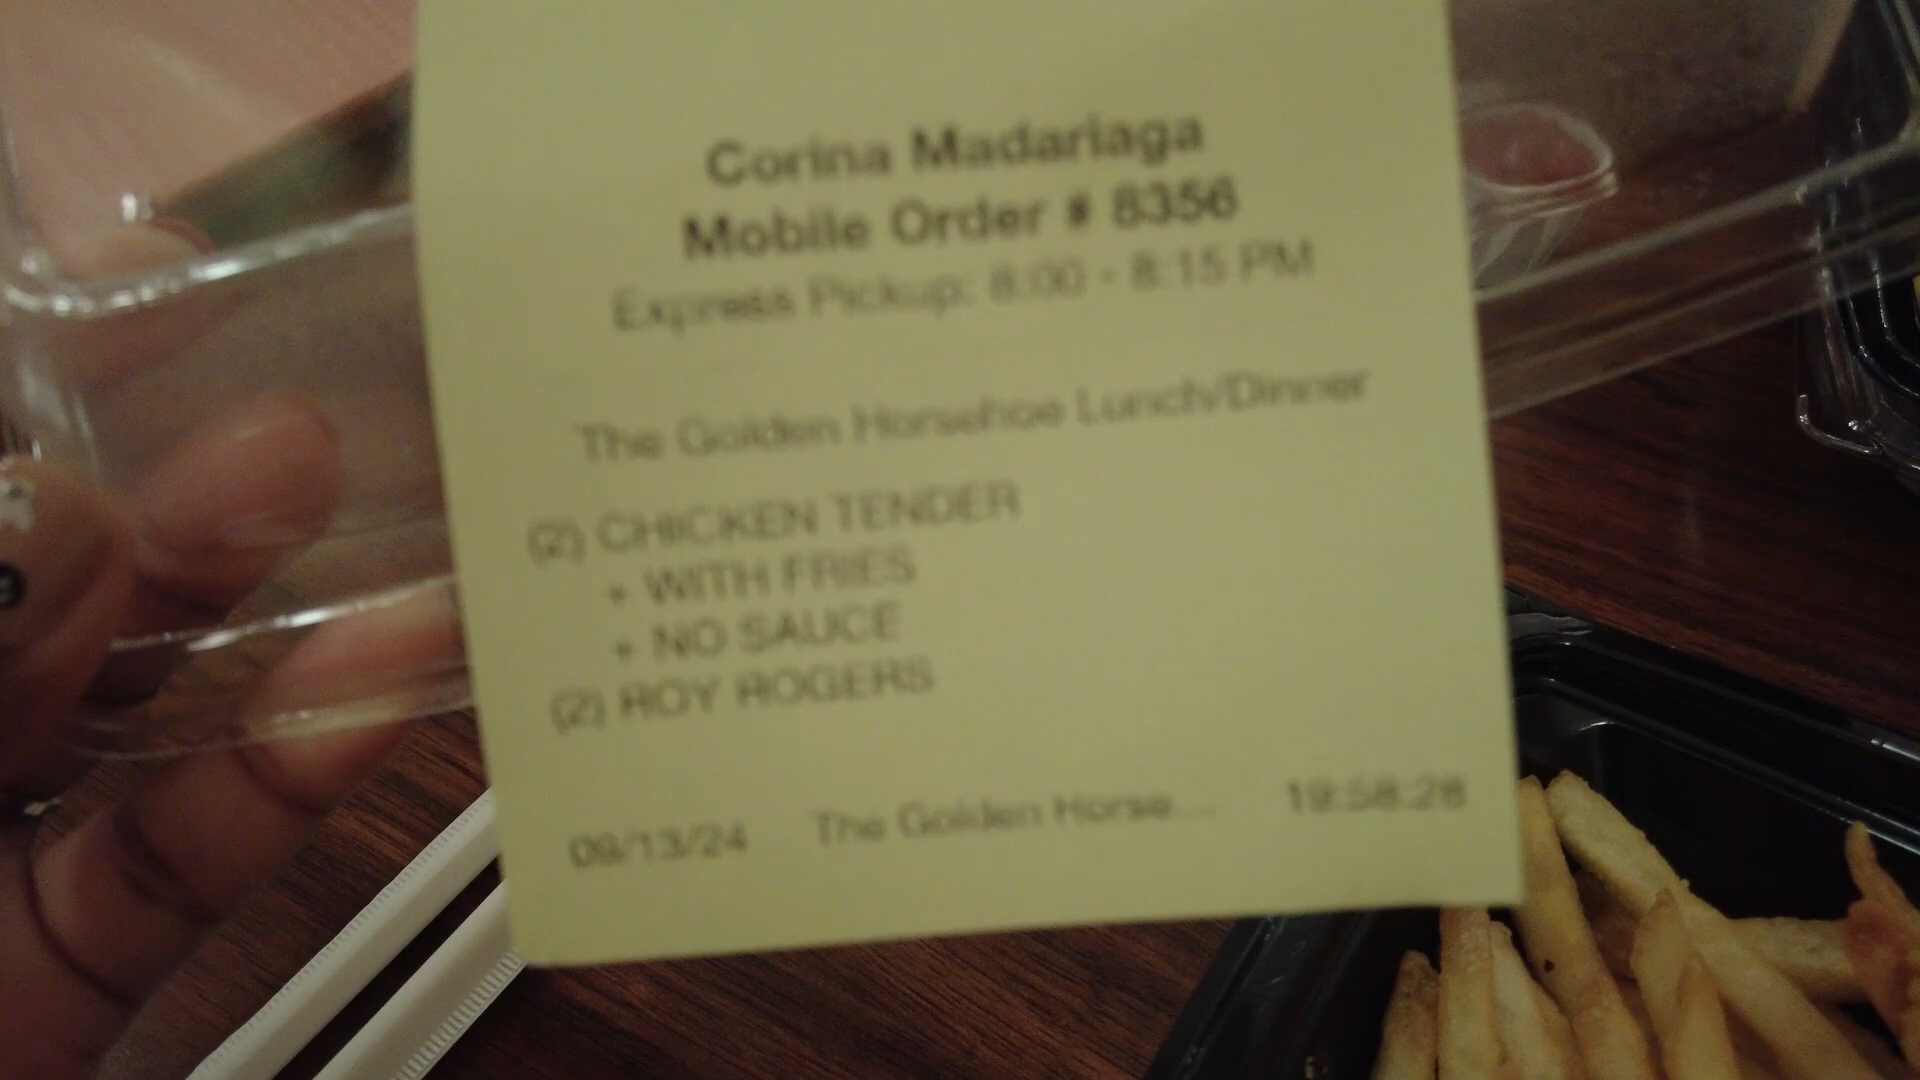 Corina Madariaga
Mobile Order # 8356
Express Pickup: 8:00 - 8:15 PM
The Golden Horsehoe Lunch/Dinner
(2) CHICKEN TENDER
+ WITH FRIES
+ NO SAUCE
(2) ROY ROGERS
09/13/24 The Golden Horse... 19:58:28